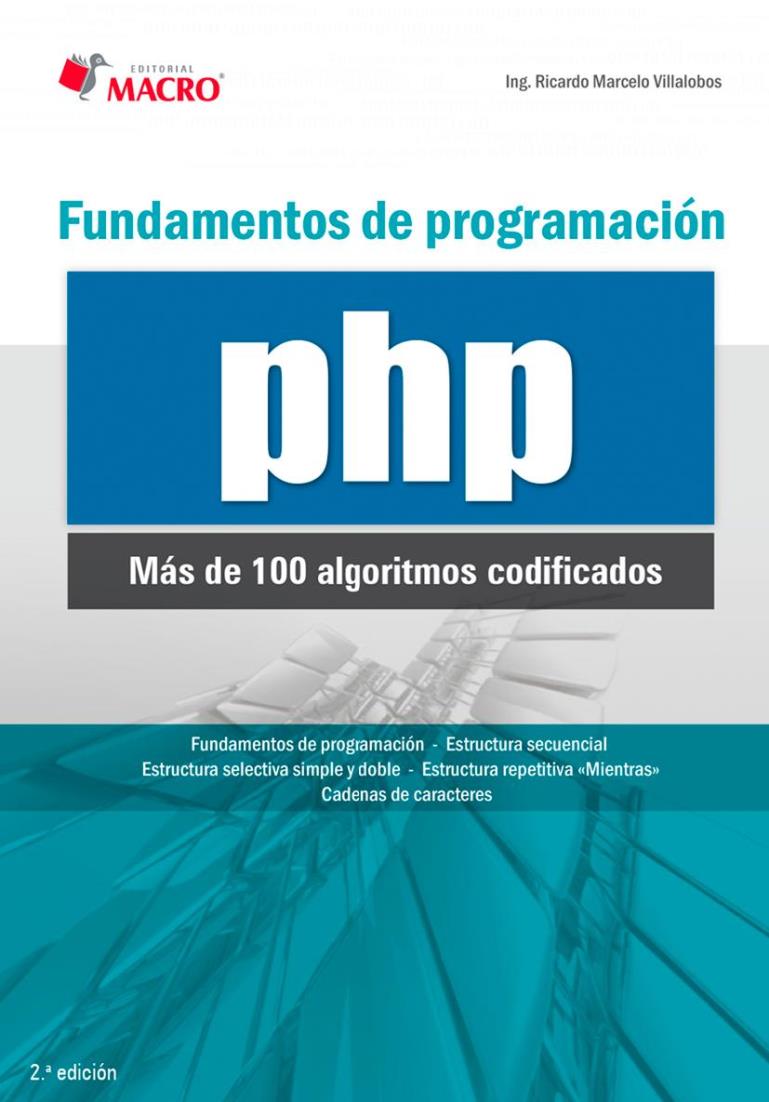 EDITORIAL
MACRO®
Ing. Ricardo Marcelo Villalobos
Fundamentos de programación
php
Más de 100 algoritmos codificados
Fundamentos de programación - Estructura secuencial
Estructura selectiva simple y doble - Estructura repetitiva «Mientras»
Cadenas de caracteres
2.ª edición